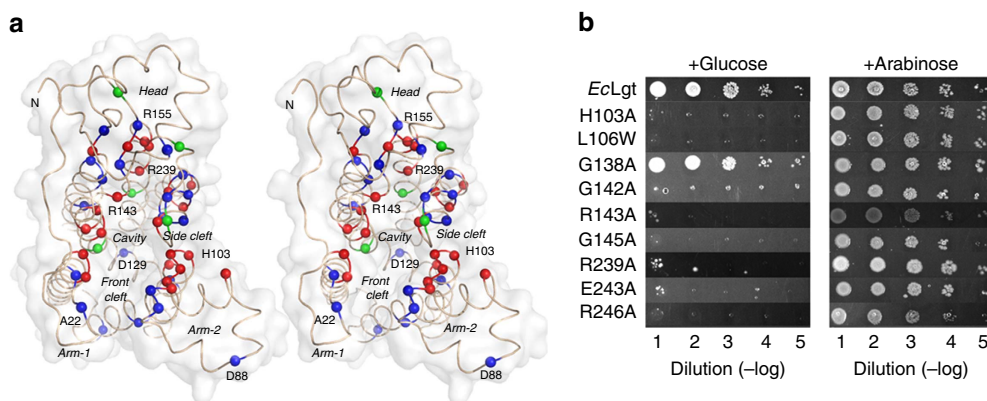 a
N
Head
R155
R239
R143
Cavity
Side cleft
D129
H103
Front
cleft
A22
Arm-2
Arm-1
D88
N
Head
R155
R239
R143
Cavity
Side cleft
D129
H103
Front
cleft
A22
Arm-2
Arm-1
D88
b
+Glucose +Arabinose
EcLgt
H103A
L106W
G138A
G142A
R143A
G145A
R239A
E243A
R246A
1 2 3 4 5 1 2 3 4 5
Dilution (–log) Dilution (–log)